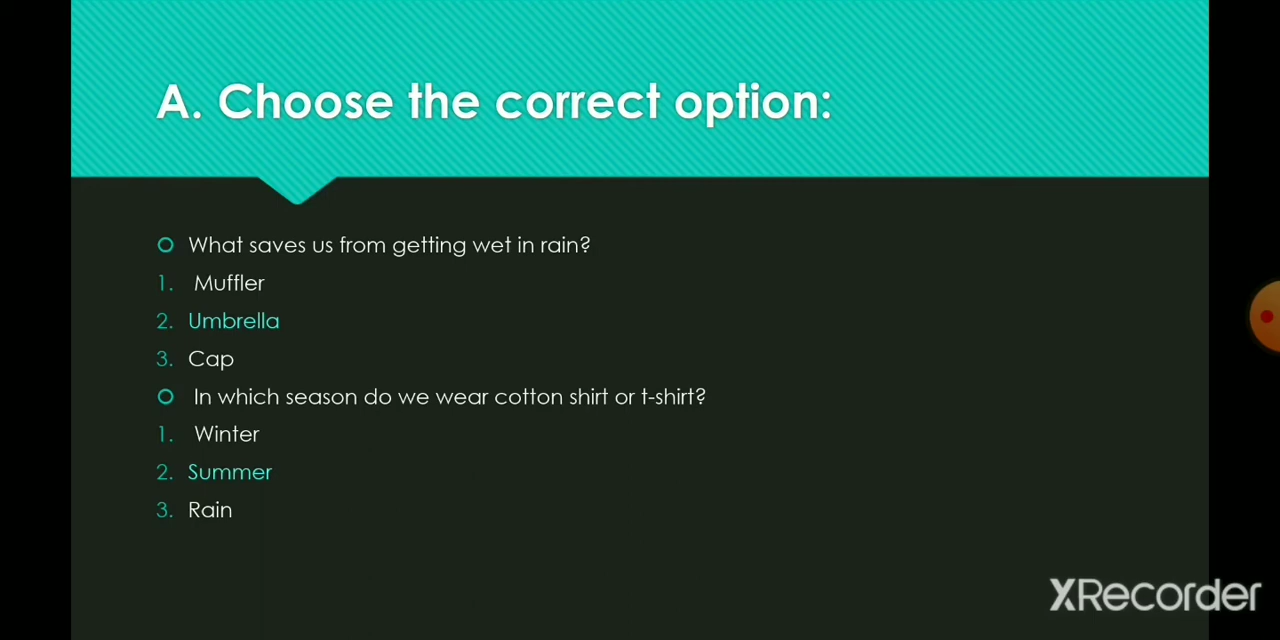 A. Choose the correct option:
What saves us from getting wet in rain?
1. Muffler
2. Umbrella
3. Cap
In which season do we wear cotton shirt or t-shirt?
1. Winter
2. Summer
3. Rain
XRecorder